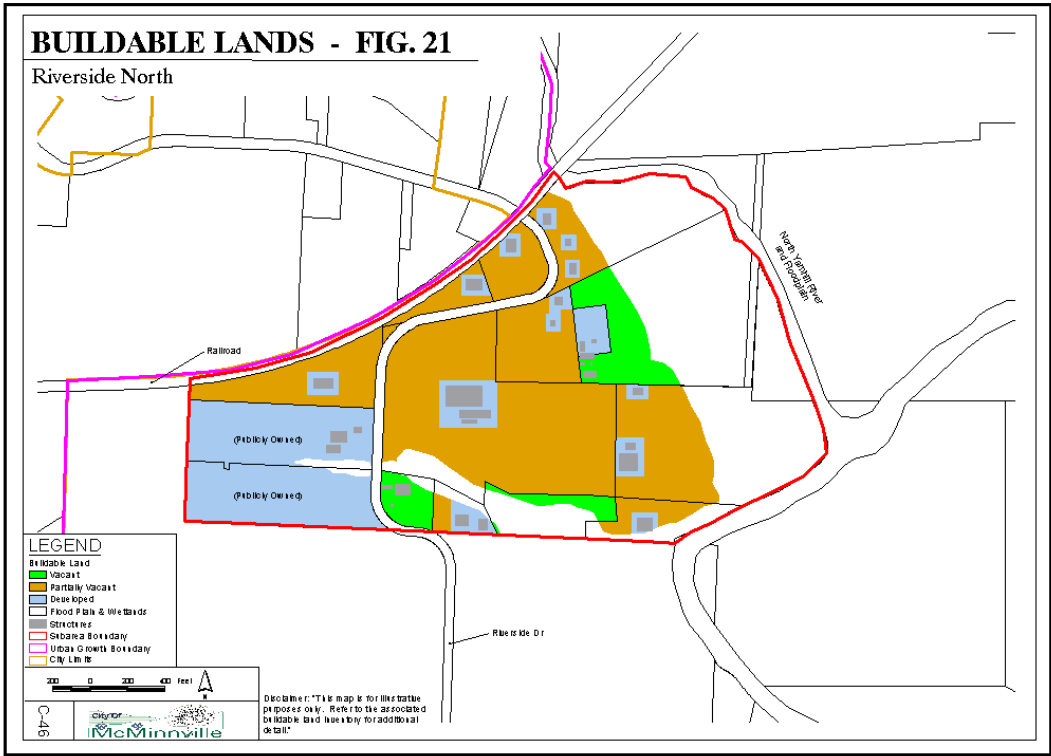 BUILDABLE LANDS - FIG. 21
Riverside North
North Yamhill River
and Floodplain
Railroad
(Publicly Owned)
(Publicly Owned)
Riverside Dr
LEGEND
Buildable Land
Vacant
Partially Vacant
Developed
Flood Plain & Wetlands
Structures
Subarea Boundary
Urban Growth Boundary
City Limits
200 0 200 400 Feet
N
C-46
City of
McMinnville
Disclaimer: "This map is for illustrative
purposes only. Refer to the associated
buildable land inventory for additional
detail."